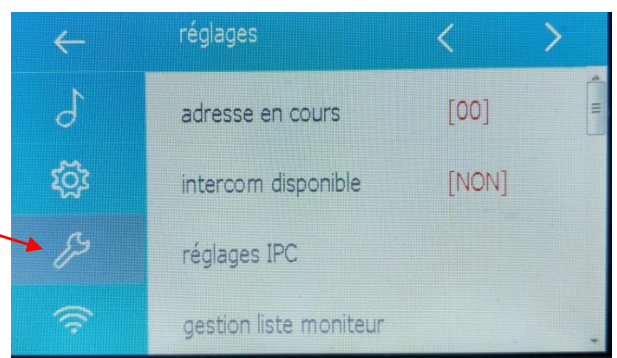 réglages
adresse en cours [00]
intercom disponible [NON]
réglages IPC
gestion liste moniteur